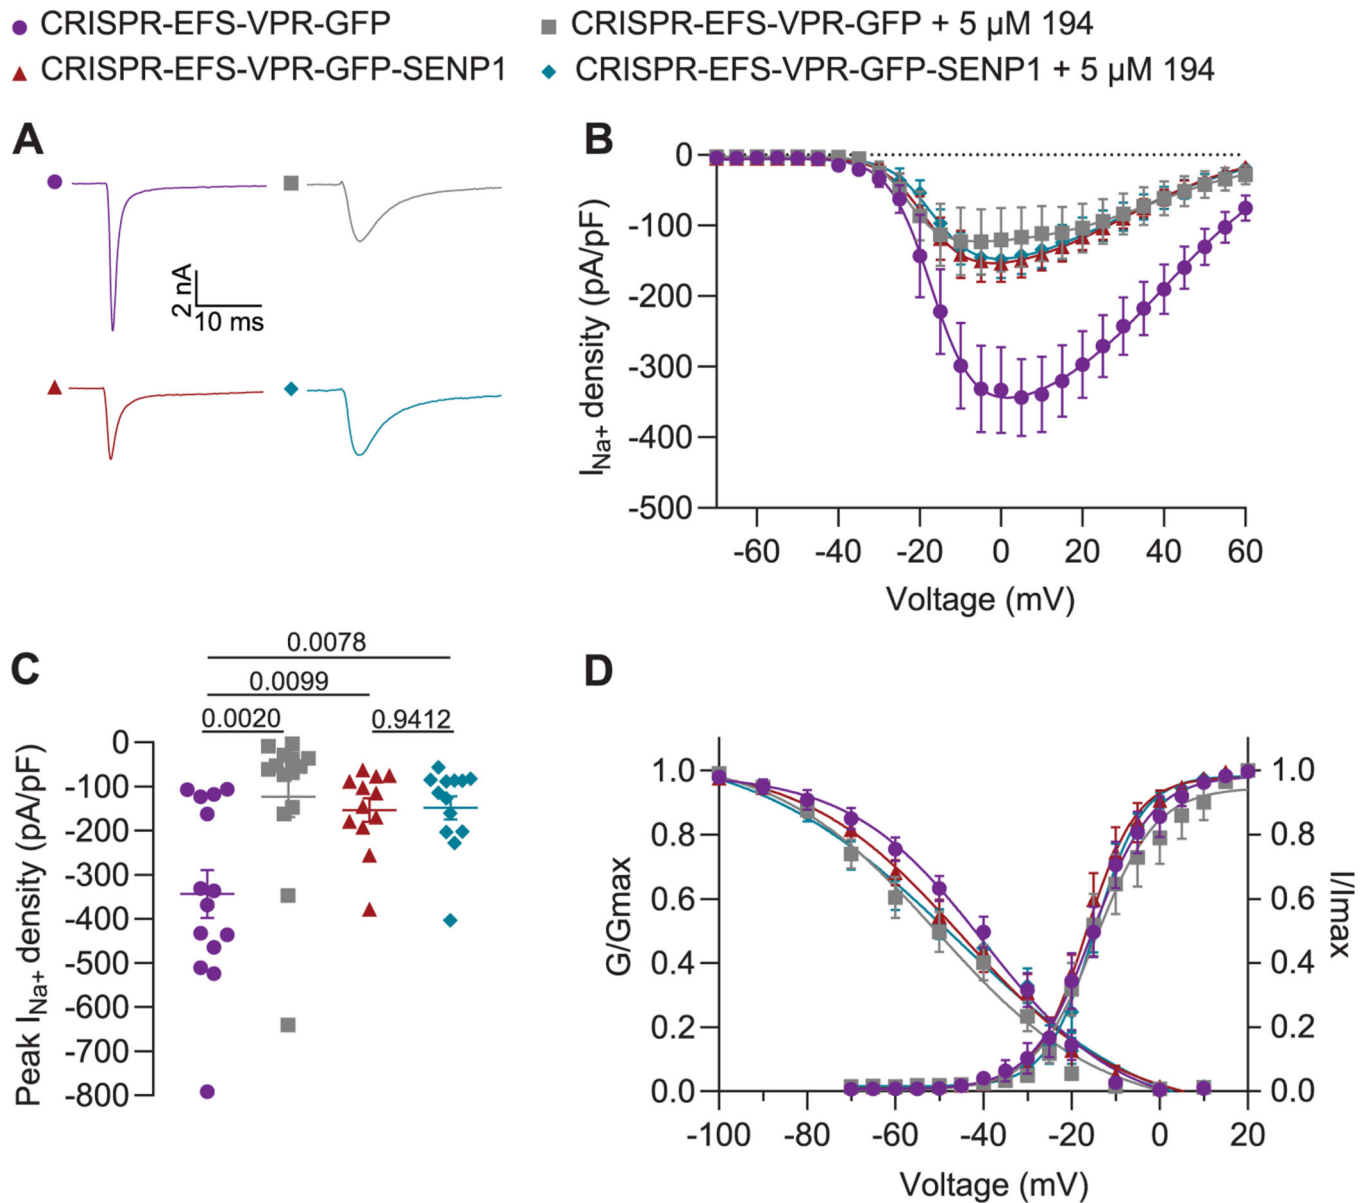 CRISPR-EFS-VPR-GFP
CRISPR-EFS-VPR-GFP + 5 µM 194
CRISPR-EFS-VPR-GFP-SENP1
CRISPR-EFS-VPR-GFP-SENP1 + 5 µM 194
A
2 nA
10 ms
B
0
-100
-200
-300
-400
-500
INa+ density (pA/pF)
-60 -40 -20 0 20 40 60
Voltage (mV)
C
0.0078
0.0099
0.0020 0.9412
0
-100
-200
-300
-400
-500
-600
-700
-800
Peak INa+ density (pA/pF)
D
1.0
0.8
0.6
0.4
0.2
0.0
G/Gmax
1.0
0.8
0.6
0.4
0.2
0.0
I/Imax
-100 -80 -60 -40 -20 0 20
Voltage (mV)